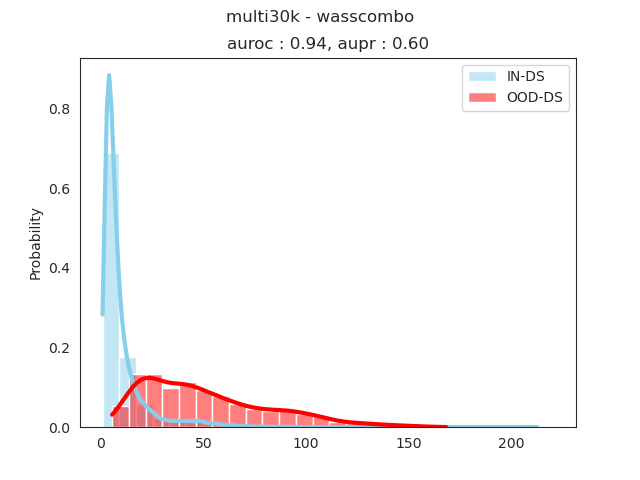 multi30k - wasscombo
auroc : 0.94, aupr : 0.60
IN-DS
OOD-DS
Probability
0.8
0.6
0.4
0.2
0.0
0 50 100 150 200